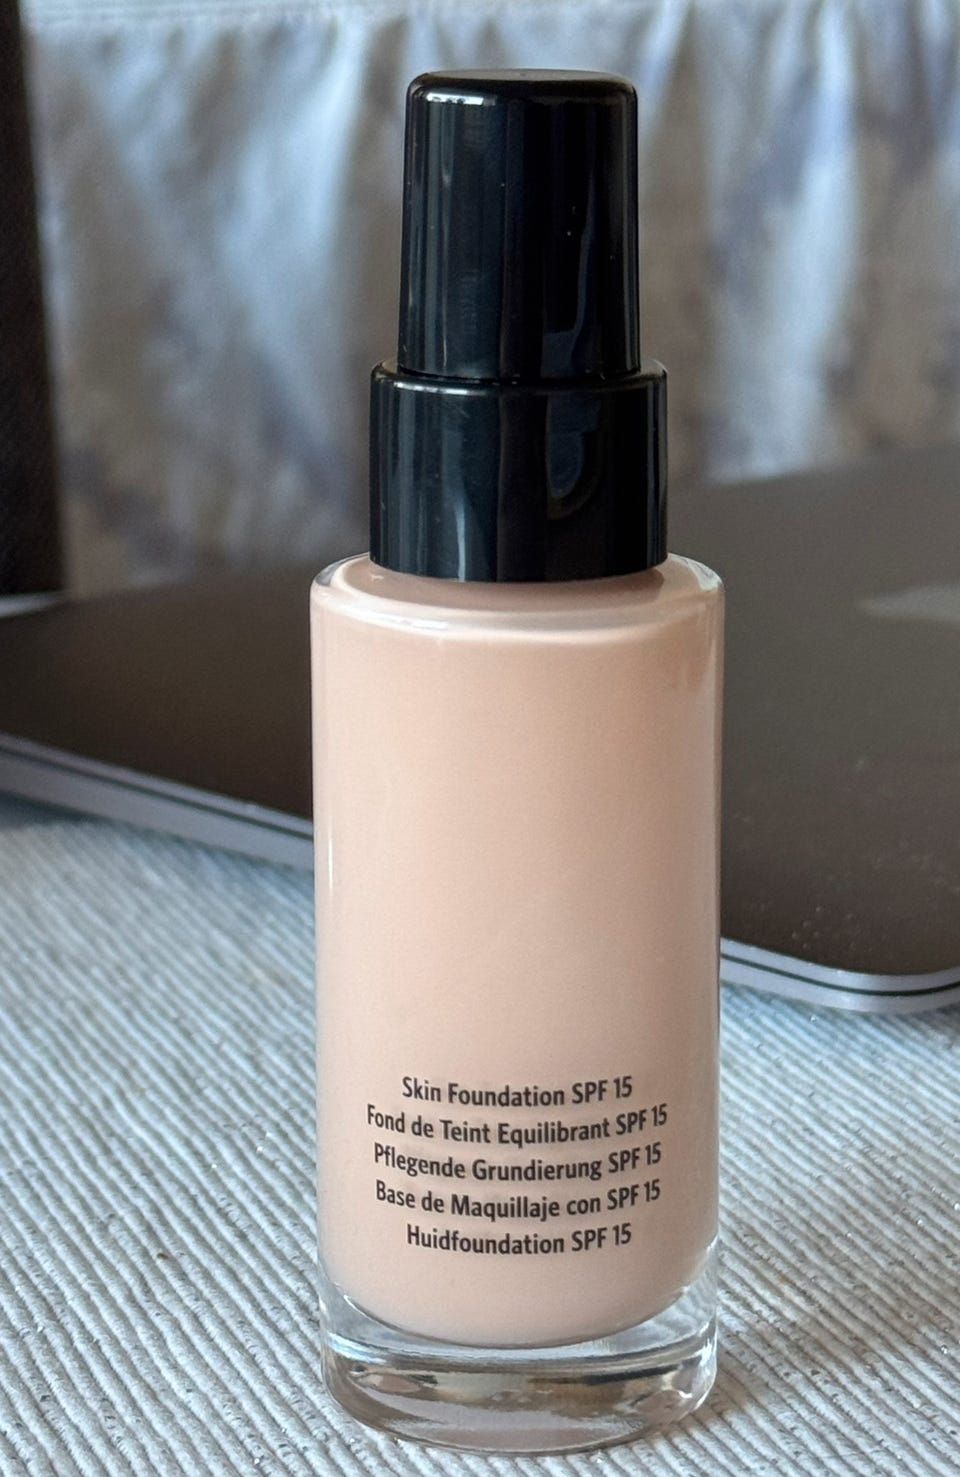 Skin Foundation SPF 15
Fond de Teint Equilibrant SPF 15
Pflegende Grundierung SPF 15
Base de Maquillaje con SPF 15
Huidfoundation SPF 15